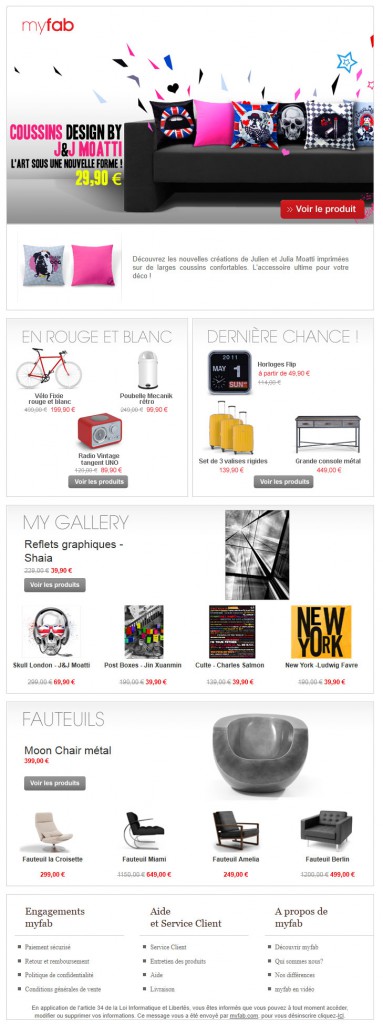 myfab
COUSSINS DESIGN BY
J&J MOATTI
L'ART SOUS UNE NOUVELLE FORME !
29,90 €
» Voir le produit
Découvrez les nouvelles créations de Julien et Julia Moatti imprimées
sur de larges coussins confortables. L'accessoire ultime pour votre
déco !
EN ROUGE ET BLANC
Vélo Fixie
rouge et blanc
199,90 €
Poubelle Mecanik
rétro
249,00 € 99,90 €
Radio Vintage
tangent UNO
129,00 € 89,90 €
Voir les produits
DERNIÈRE CHANCE !
2011
MAY 1
SUN
Horloges Flip
à partir de 49,90 €
114,00 €
Set de 3 valises rigides
139,90 €
Grande console métal
449,00 €
Voir les produits
MY GALLERY
Reflets graphiques -
Shaia
229,00 € 39,90 €
Voir les produits
Skull London - J&J Moatti
299,00 € 69,90 €
Post Boxes - Jin Xuanmin
199,90 € 39,90 €
Culte - Charles Salmon
139,90 € 39,90 €
NEW
YORK
New York -Ludwig Favre
199,90 € 39,90 €
FAUTEUILS
Moon Chair métal
399,00 €
Voir les produits
Fauteuil la Croisette
299,00 €
Fauteuil Miami
1150,00 € 649,00 €
Fauteuil Amelia
249,00 €
Fauteuil Berlin
1200,00 € 499,00 €
Engagements
myfab
Paiement sécurisé
Retour et remboursement
Politique de confidentialité
Conditions générales de vente
Aide
et Service Client
Service Client
Entretien des produits
Aide
Livraison
A propos de
myfab
Découvrir myfab
Qui sommes nous?
Nos différences
myfab en vidéo
En application de l'article 34 de la Loi Informatique et Libertés, vous êtes informés que vous pouvez à tout moment accéder,
modifier ou supprimer vos informations. Ce message vous a été envoyé par myfab.com. pour vous désinscrire cliquez-ici.